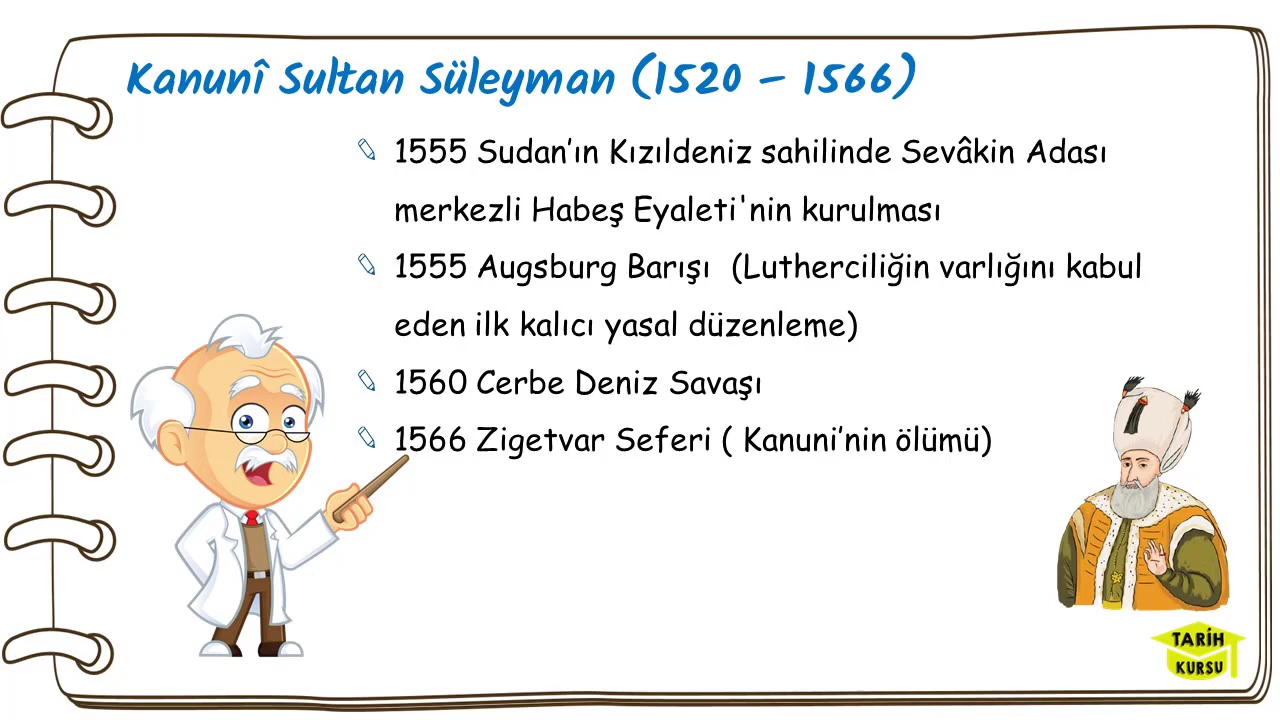 Kanunî Sultan Süleyman (1520 – 1566)
1555 Sudan’ın Kızıldeniz sahilinde Sevâkin Adası
merkezli Habeş Eyaleti'nin kurulması
1555 Augsburg Barışı  (Lutherciliğin varlığını kabul
eden ilk kalıcı yasal düzenleme)
1560 Cerbe Deniz Savaşı
1566 Zigetvar Seferi ( Kanuni’nin ölümü)
TARİH
KURSU